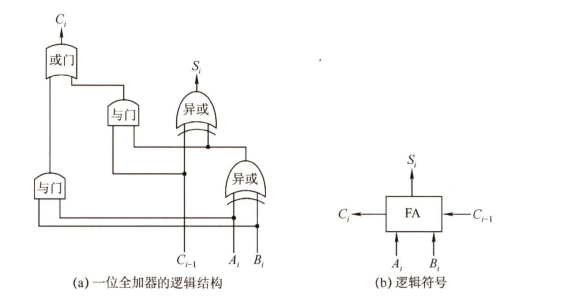 C_i
或门
S_i
异或
与门
与门
异或
C_{i-1}
A_i
B_i
(a) 一位全加器的逻辑结构
S_i
C_i
FA
C_{i-1}
A_i
B_i
(b) 逻辑符号